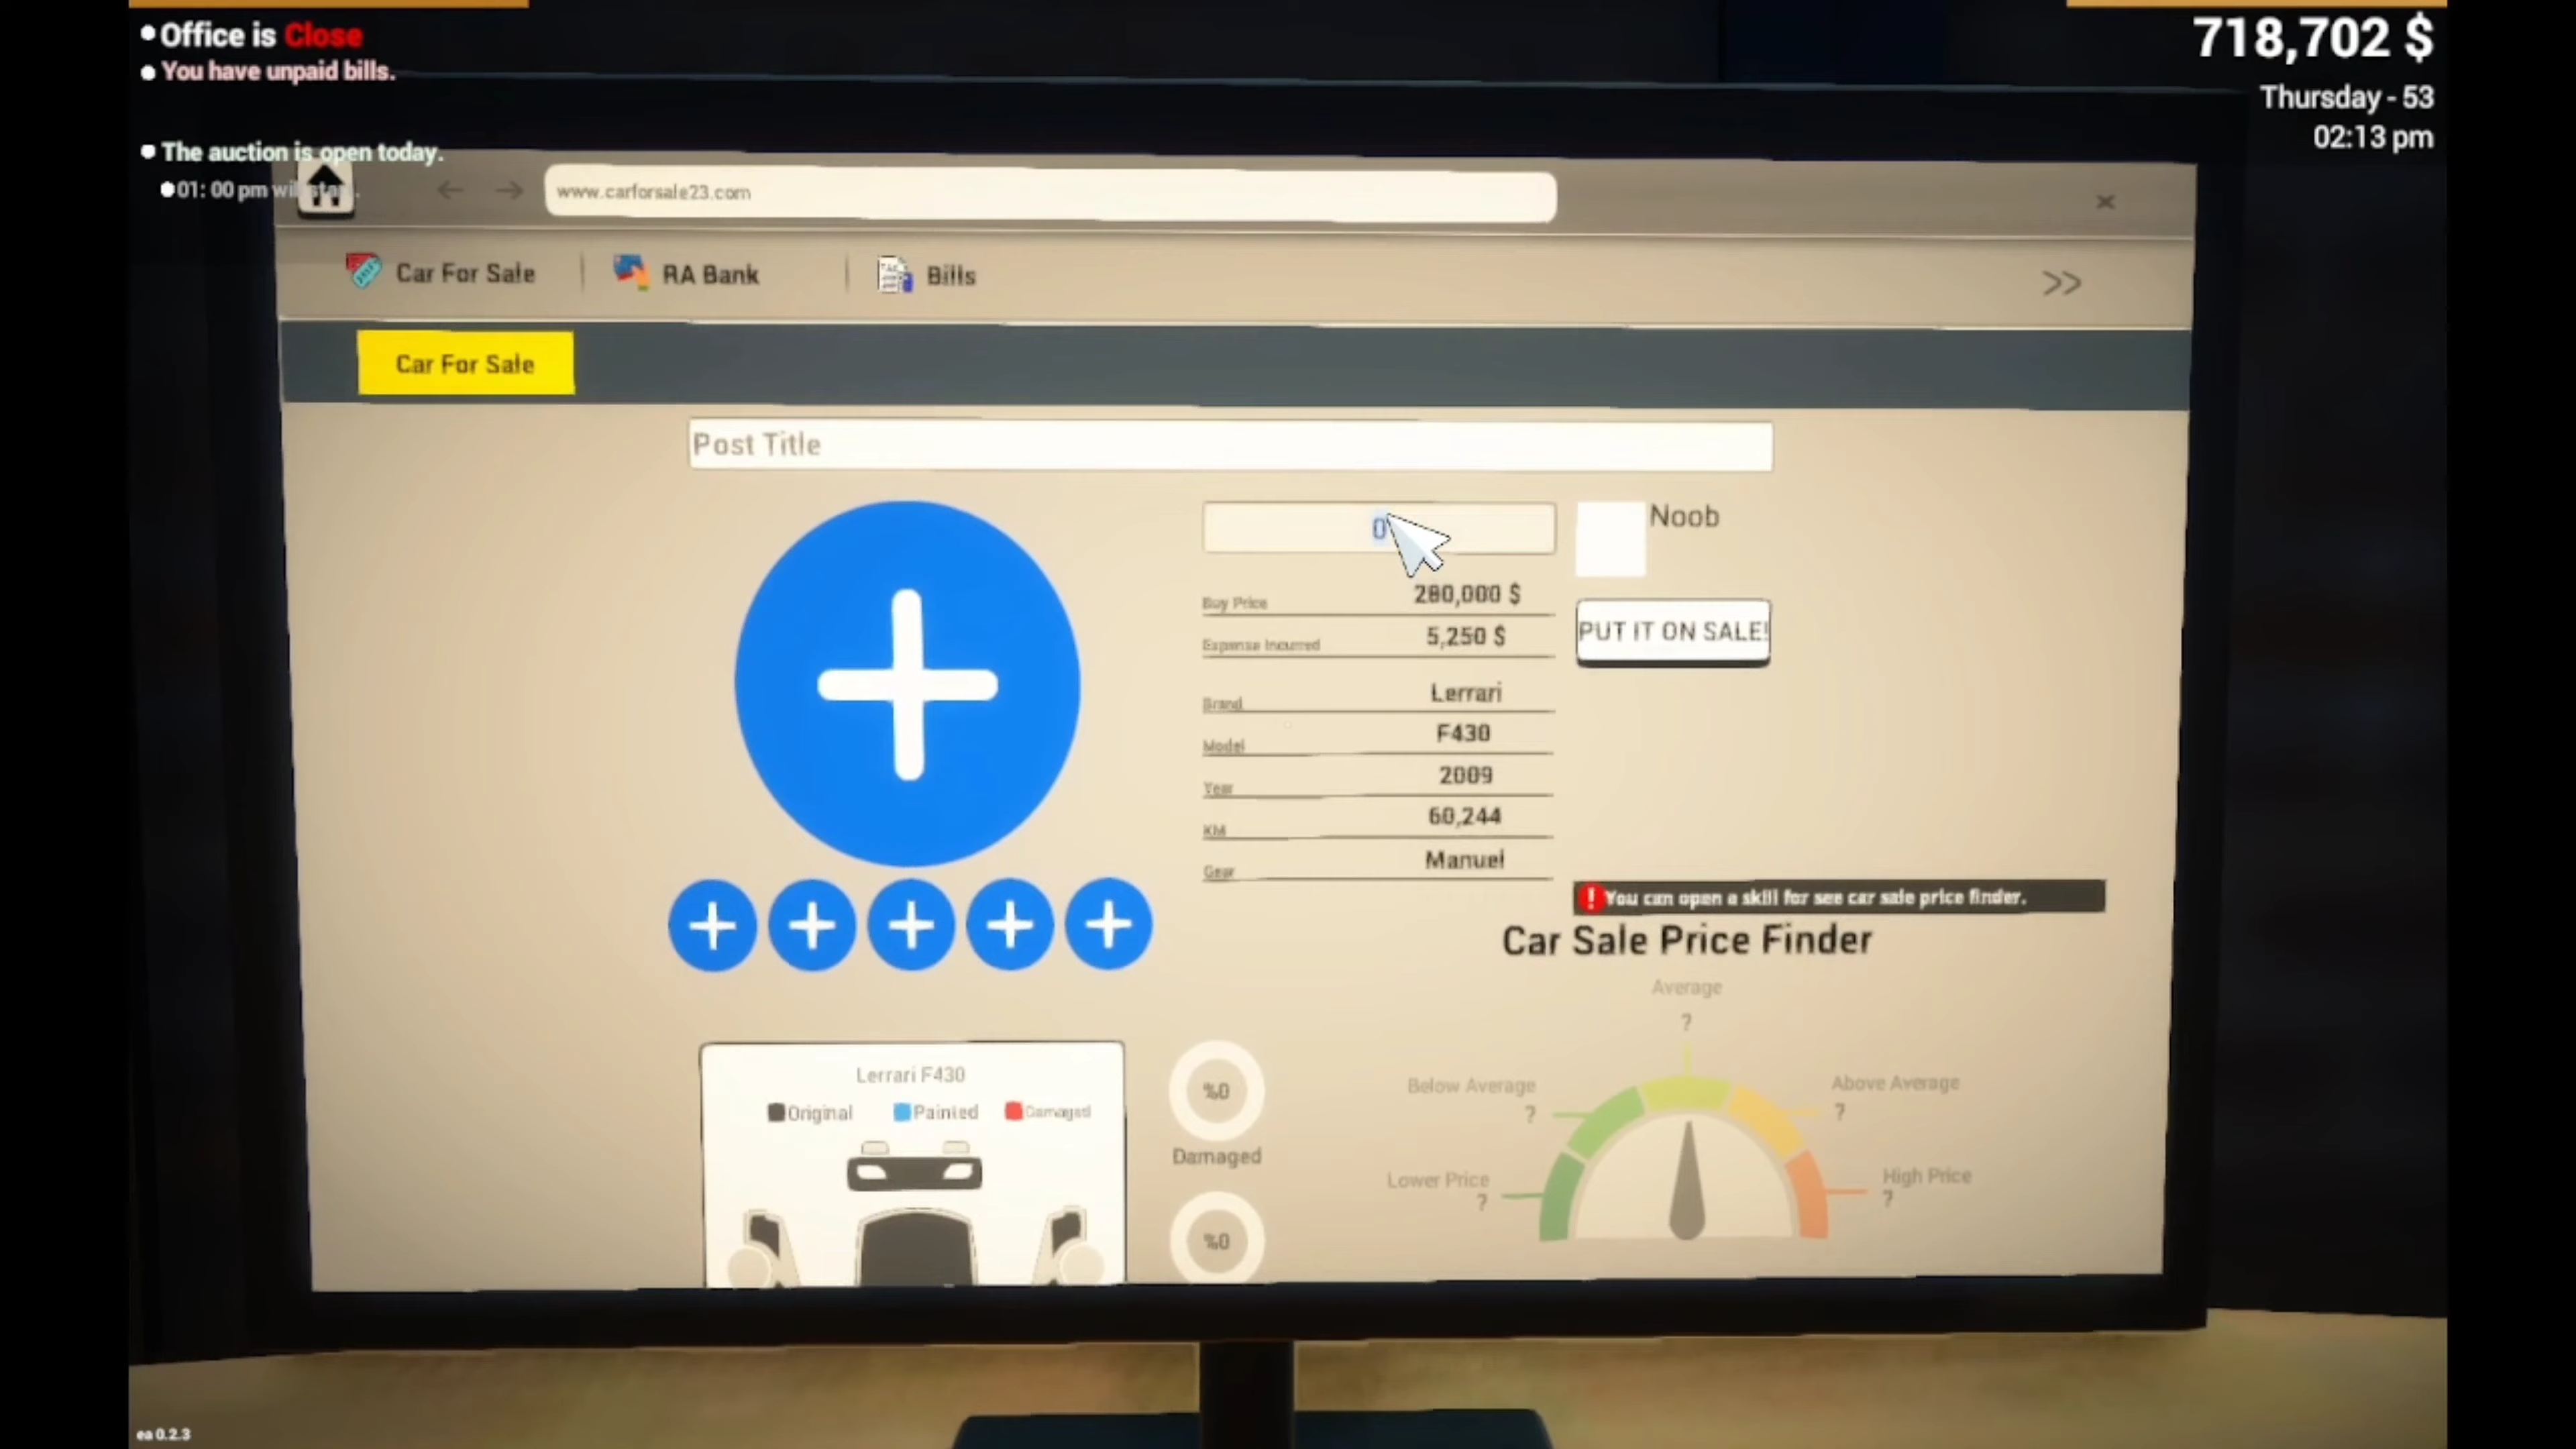 Office is Close
You have unpaid bills.
The auction is open today.
01: 00 pm will start.
718,702 $
Thursday - 53
02:13 pm
www.carforsale23.com
×
Car For Sale
RA Bank
Bills
>>
Car For Sale
Post Title
0
Noob
Buy Price 280,000 $
Expense Incurred 5,250 $
PUT IT ON SALE!
Brand Lerrari
Model F430
Year 2009
KM 60,244
Gear Manuel
You can open a skill for see car sale price finder.
Car Sale Price Finder
Average
?
Below Average
?
Above Average
?
Lower Price
?
High Price
?
Lerrari F430
Original Painted Damaged
%0
Damaged
%0
ea 0.2.3